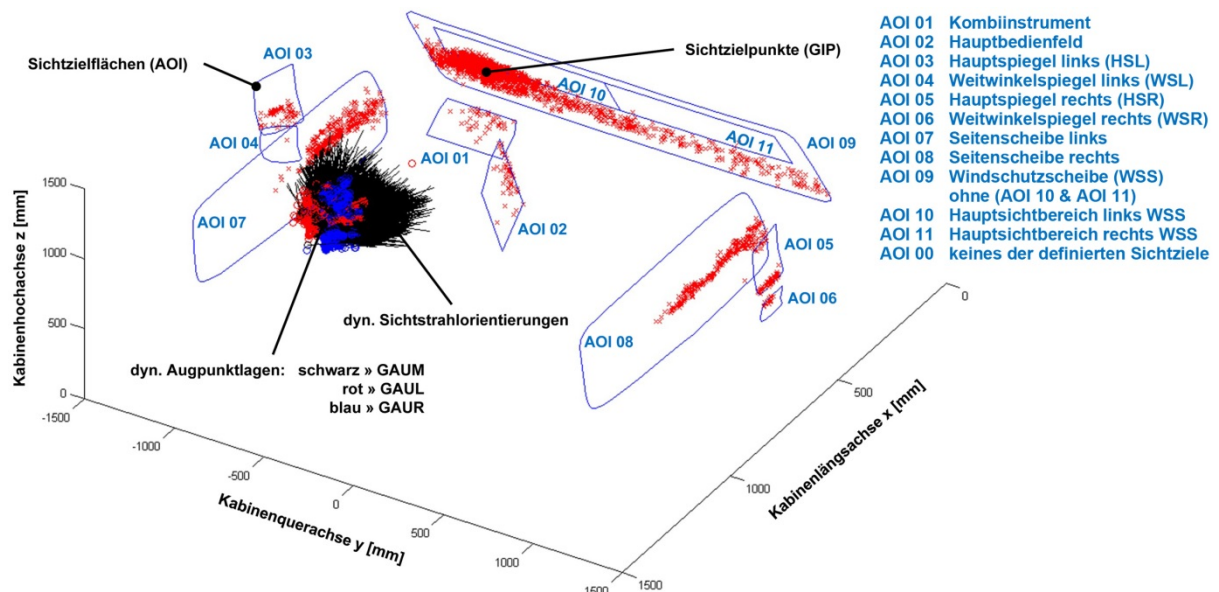 AOI 03
Sichtzielflächen (AOI)
Sichtzielpunkte (GIP)
AOI 10
AOI 04
AOI 01
AOI 11
AOI 09
AOI 07
AOI 02
AOI 05
AOI 06
AOI 08
dyn. Sichtstrahlorientierungen
dyn. Augpunktlagen: schwarz » GAUM
rot » GAUL
blau » GAUR
AOI 01 Kombiinstrument
AOI 02 Hauptbedienfeld
AOI 03 Hauptspiegel links (HSL)
AOI 04 Weitwinkelspiegel links (WSL)
AOI 05 Hauptspiegel rechts (HSR)
AOI 06 Weitwinkelspiegel rechts (WSR)
AOI 07 Seitenscheibe links
AOI 08 Seitenscheibe rechts
AOI 09 Windschutzscheibe (WSS)
ohne (AOI 10 & AOI 11)
AOI 10 Hauptsichtbereich links WSS
AOI 11 Hauptsichtbereich rechts WSS
AOI 00 keines der definierten Sichtziele
Kabinenhochachse z [mm]
1500
1000
500
0
Kabinenquerachse y [mm]
-1500
-1000
-500
0
500
1000
1500
Kabinenlängsachse x [mm]
0
500
1000
1500